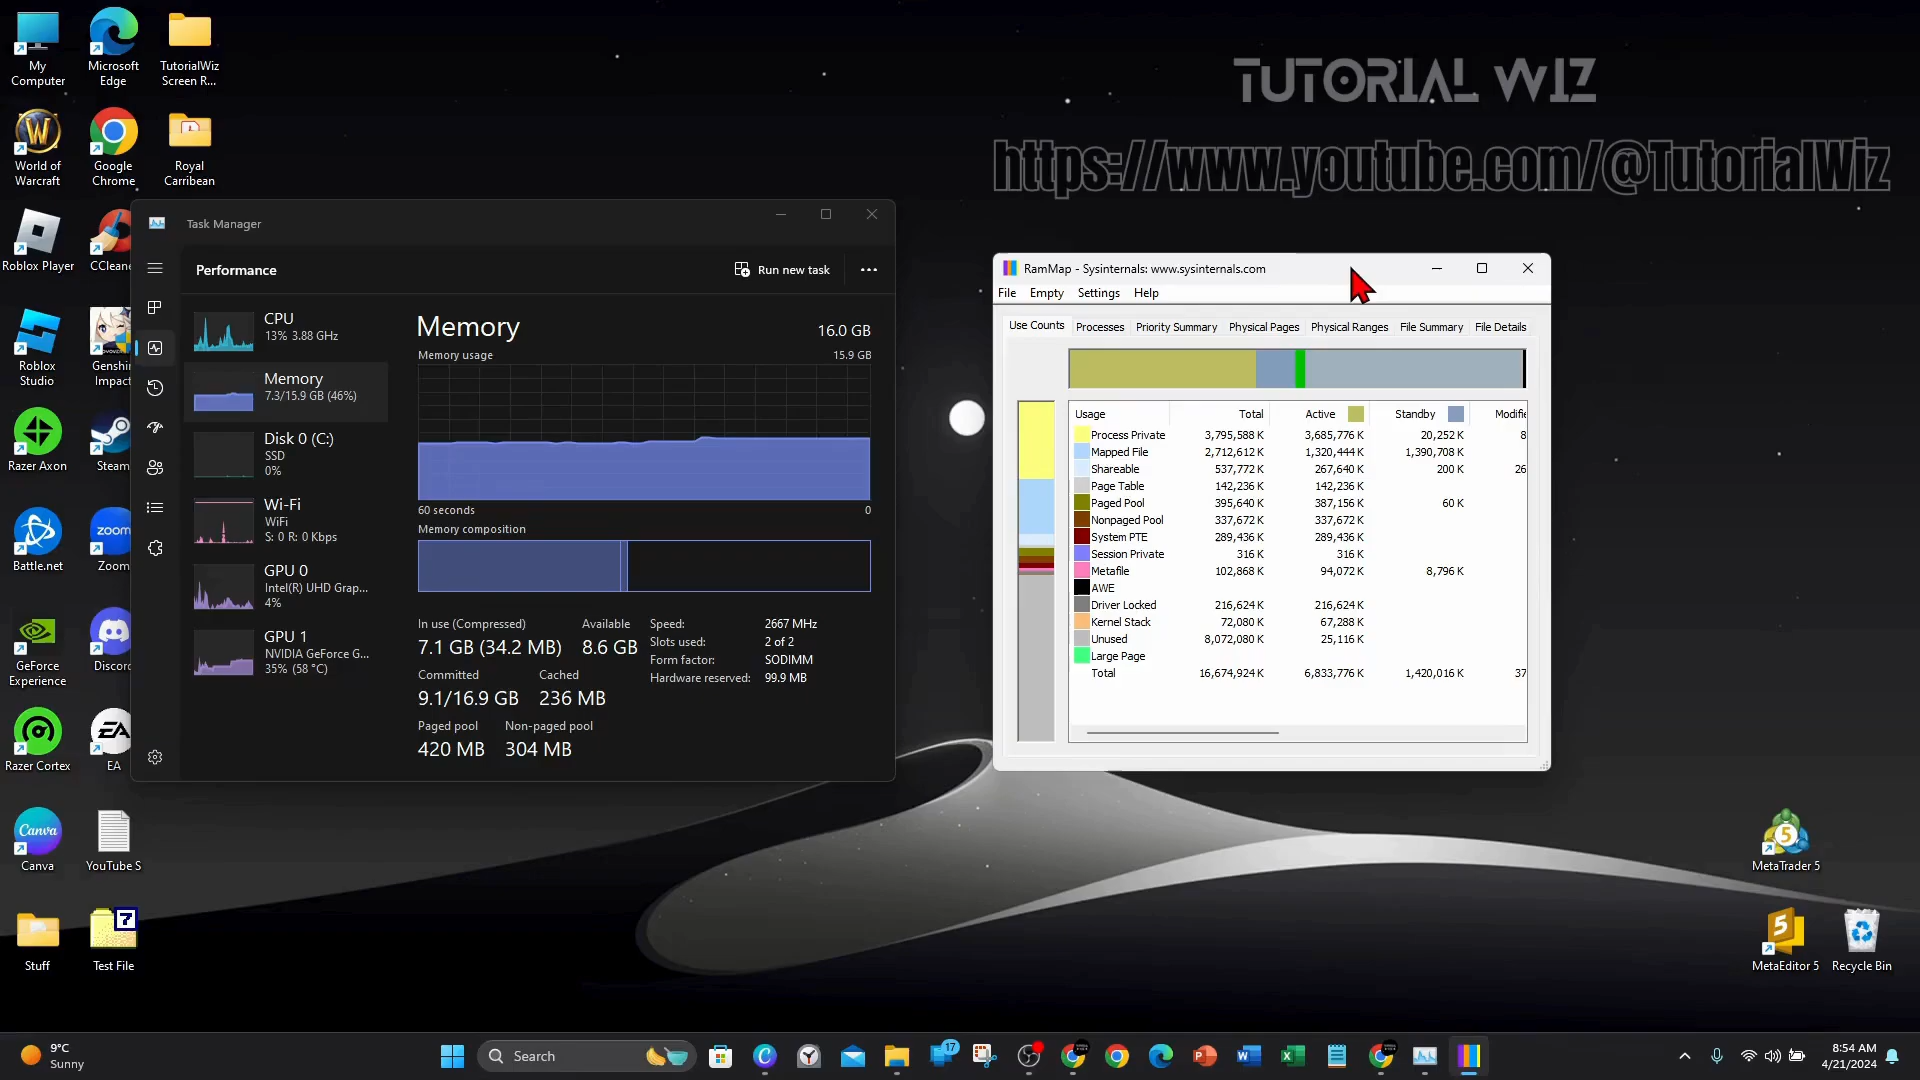 My Computer
Microsoft Edge
TutorialWiz Screen R...
TUTORIAL WIZ
https://www.youtube.com/@TutorialWiz
World of Warcraft
Google Chrome
Royal Carribean
Roblox Player
CCleane
Roblox Studio
Genshi Impact
Razer Axon
Steam
Battle.net
Zoom
GeForce Experience
Discor
Razer Cortex
EA
Canva
YouTube S
Stuff
Test File
Task Manager
Performance
Run new task
CPU
13% 3.88 GHz
Memory
7.3/15.9 GB (46%)
Disk 0 (C:)
SSD
0%
Wi-Fi
WiFi
S: 0 R: 0 Kbps
GPU 0
Intel(R) UHD Grap...
4%
GPU 1
NVIDIA GeForce G...
35% (58 °C)
Memory 16.0 GB
Memory usage 15.9 GB
60 seconds 0
Memory composition
In use (Compressed) Available
7.1 GB (34.2 MB) 8.6 GB
Committed Cached
9.1/16.9 GB 236 MB
Paged pool Non-paged pool
420 MB 304 MB
Speed: 2667 MHz
Slots used: 2 of 2
Form factor: SODIMM
Hardware reserved: 99.9 MB
RamMap - Sysinternals: www.sysinternals.com
File Empty Settings Help
Use Counts Processes Priority Summary Physical Pages Physical Ranges File Summary File Details
Usage Total Active Standby Modifie
Process Private 3,795,588 K 3,685,776 K 20,252 K 8
Mapped File 2,712,612 K 1,320,444 K 1,390,708 K
Shareable 537,772 K 267,640 K 200 K 26
Page Table 142,236 K 142,236 K
Paged Pool 395,640 K 387,156 K 60 K
Nonpaged Pool 337,672 K 337,672 K
System PTE 289,436 K 289,436 K
Session Private 316 K 316 K
Metafile 102,868 K 94,072 K 8,796 K
AWE
Driver Locked 216,624 K 216,624 K
Kernel Stack 72,080 K 67,288 K
Unused 8,072,080 K 25,116 K
Large Page
Total 16,674,924 K 6,833,776 K 1,420,016 K 37
MetaTrader 5
MetaEditor 5
Recycle Bin
9°C
Sunny
Search
17
8:54 AM
4/21/2024